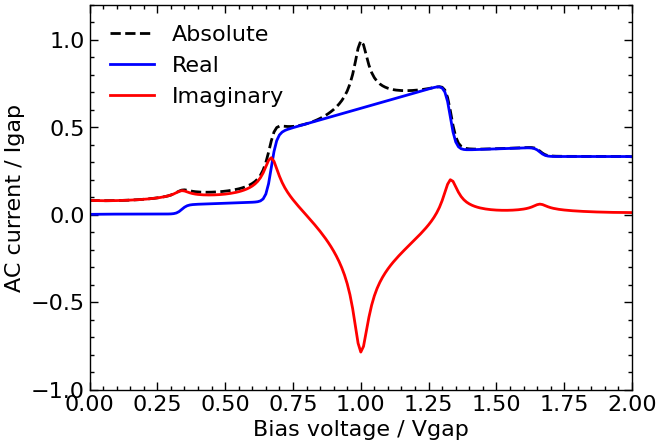 Absolute
Real
Imaginary
1.0
0.5
0.0
−0.5
−1.0
AC current / Igap
0.00 0.25 0.50 0.75 1.00 1.25 1.50 1.75 2.00
Bias voltage / Vgap